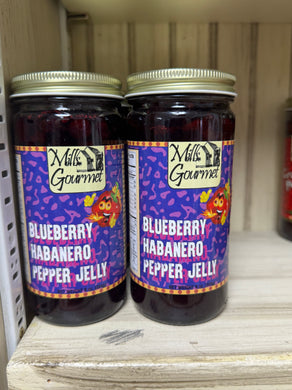 Mills
Gourmet
BLUEBERRY
HABANERO
PEPPER JELLY
Mills
Gourmet
BLUEBERRY
HABANERO
PEPPER JELLY